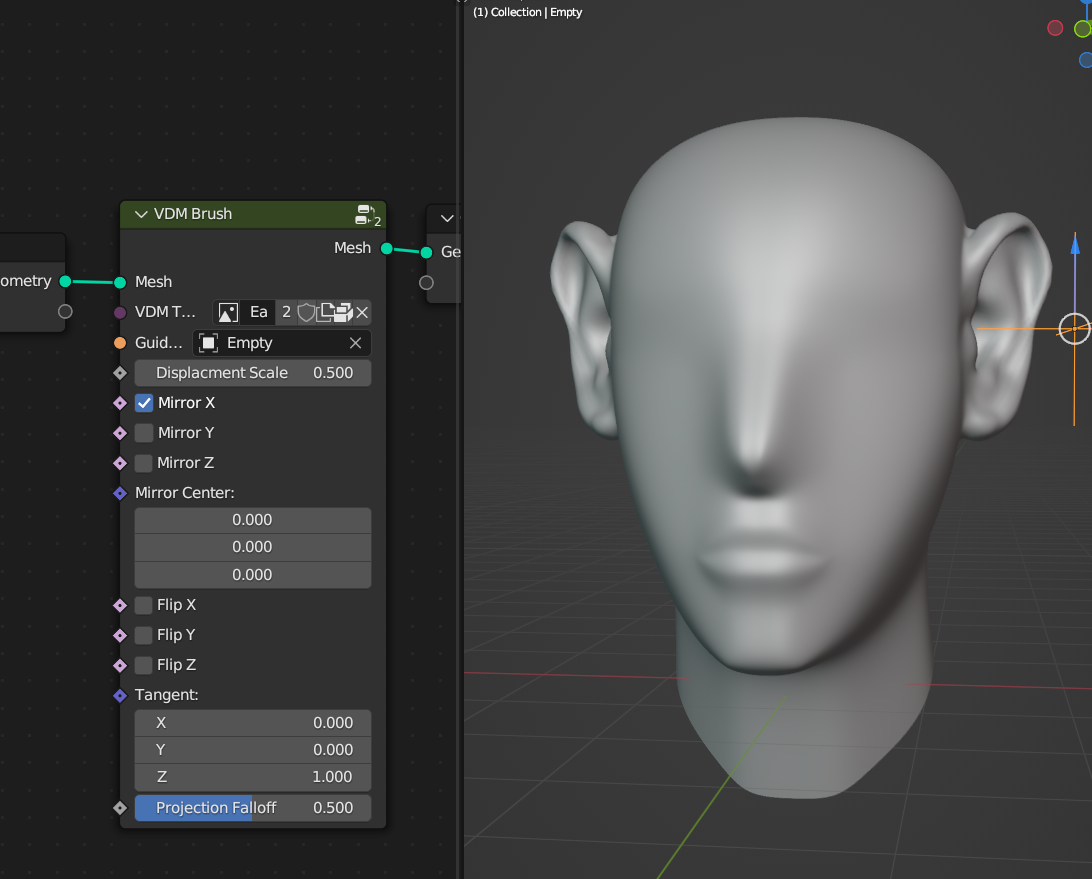 (1) Collection | Empty
VDM Brush
2
Mesh
Ge
ometry
Mesh
VDM T...
Ea
2
Guid...
Empty
Displacment Scale 0.500
Mirror X
Mirror Y
Mirror Z
Mirror Center:
0.000
0.000
0.000
Flip X
Flip Y
Flip Z
Tangent:
X 0.000
Y 0.000
Z 1.000
Projection Falloff 0.500